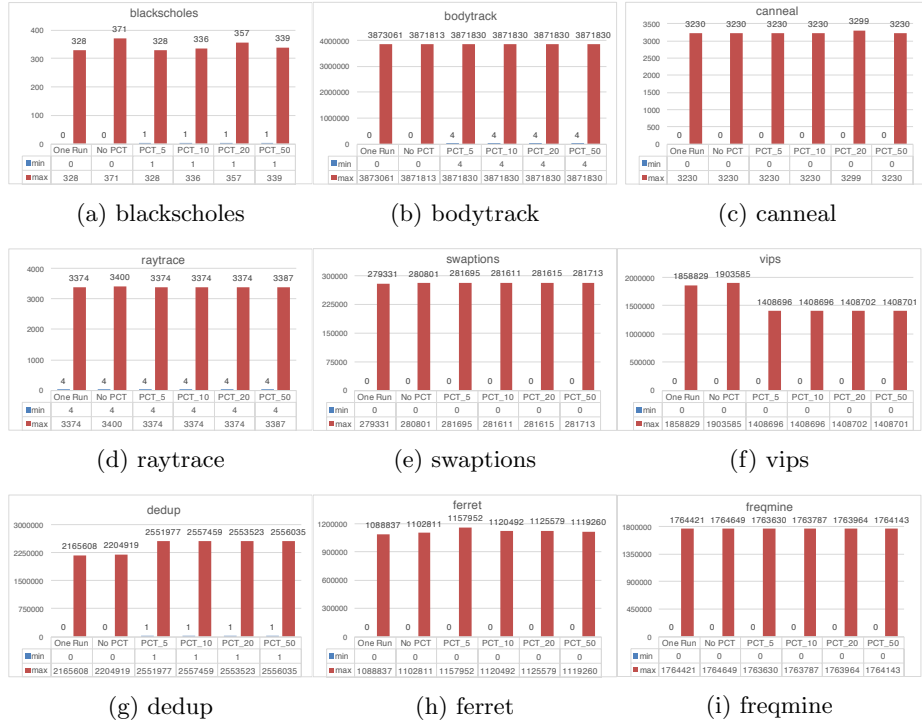 blackscholes
400
300
200
100
0
328 371 328 336 357 339
0 0 1 1 1 1
One Run No PCT PCT_5 PCT_10 PCT_20 PCT_50
min 0 0 1 1 1 1
max 328 371 328 336 357 339
(a) blackscholes
bodytrack
4000000
3000000
2000000
1000000
0
3873061 3871813 3871830 3871830 3871830 3871830
0 0 4 4 4 4
One Run No PCT PCT_5 PCT_10 PCT_20 PCT_50
min 0 0 4 4 4 4
max 3873061 3871813 3871830 3871830 3871830 3871830
(b) bodytrack
canneal
3500
3000
2500
2000
1500
1000
500
0
3230 3230 3230 3230 3299 3230
0 0 0 0 0 0
One Run No PCT PCT_5 PCT_10 PCT_20 PCT_50
min 0 0 0 0 0 0
max 3230 3230 3230 3230 3299 3230
(c) canneal
raytrace
4000
3000
2000
1000
0
3374 3400 3374 3374 3374 3387
4 4 4 4 4 4
One Run No PCT PCT_5 PCT_10 PCT_20 PCT_50
min 4 4 4 4 4 4
max 3374 3400 3374 3374 3374 3387
(d) raytrace
swaptions
300000
225000
150000
75000
0
279331 280801 281695 281611 281615 281713
0 0 0 0 0 0
One Run No PCT PCT_5 PCT_10 PCT_20 PCT_50
min 0 0 0 0 0 0
max 279331 280801 281695 281611 281615 281713
(e) swaptions
vips
2000000
1500000
1000000
500000
0
1858829 1903585 1408696 1408696 1408702 1408701
0 0 0 0 0 0
One Run No PCT PCT_5 PCT_10 PCT_20 PCT_50
min 0 0 0 0 0 0
max 1858829 1903585 1408696 1408696 1408702 1408701
(f) vips
dedup
3000000
2250000
1500000
750000
0
2165608 2204919 2551977 2557459 2553523 2556035
0 0 1 1 1 1
One Run No PCT PCT_5 PCT_10 PCT_20 PCT_50
min 0 0 1 1 1 1
max 2165608 2204919 2551977 2557459 2553523 2556035
(g) dedup
ferret
1200000
900000
600000
300000
0
1088837 1102811 1157952 1120492 1125579 1119260
0 0 0 0 0 0
One Run No PCT PCT_5 PCT_10 PCT_20 PCT_50
min 0 0 0 0 0 0
max 1088837 1102811 1157952 1120492 1125579 1119260
(h) ferret
freqmine
1800000
1350000
900000
450000
0
1764421 1764649 1763630 1763787 1763964 1764143
0 0 0 0 0 0
One Run No PCT PCT_5 PCT_10 PCT_20 PCT_50
min 0 0 0 0 0 0
max 1764421 1764649 1763630 1763787 1763964 1764143
(i) freqmine